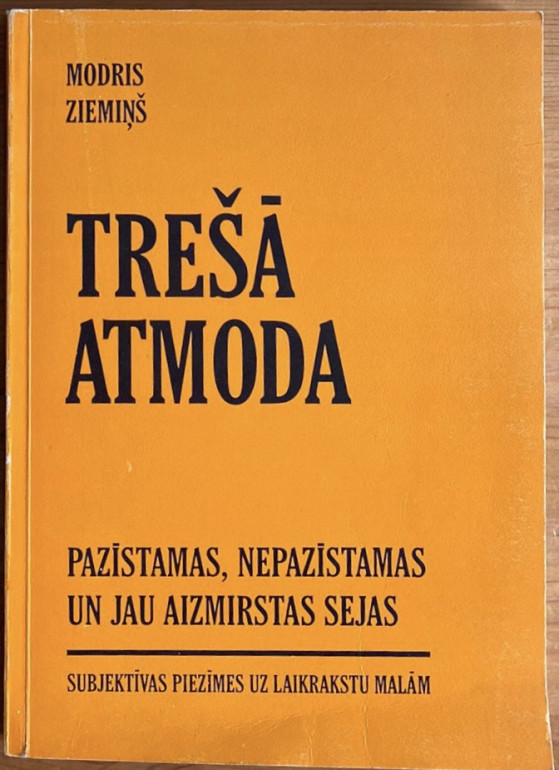 MODRIS
ZIEMIŅŠ
TREŠĀ
ATMODA
PAZĪSTAMAS, NEPAZĪSTAMAS
UN JAU AIZMIRSTAS SEJAS
SUBJEKTĪVAS PIEZĪMES UZ LAIKRAKSTU MALĀM